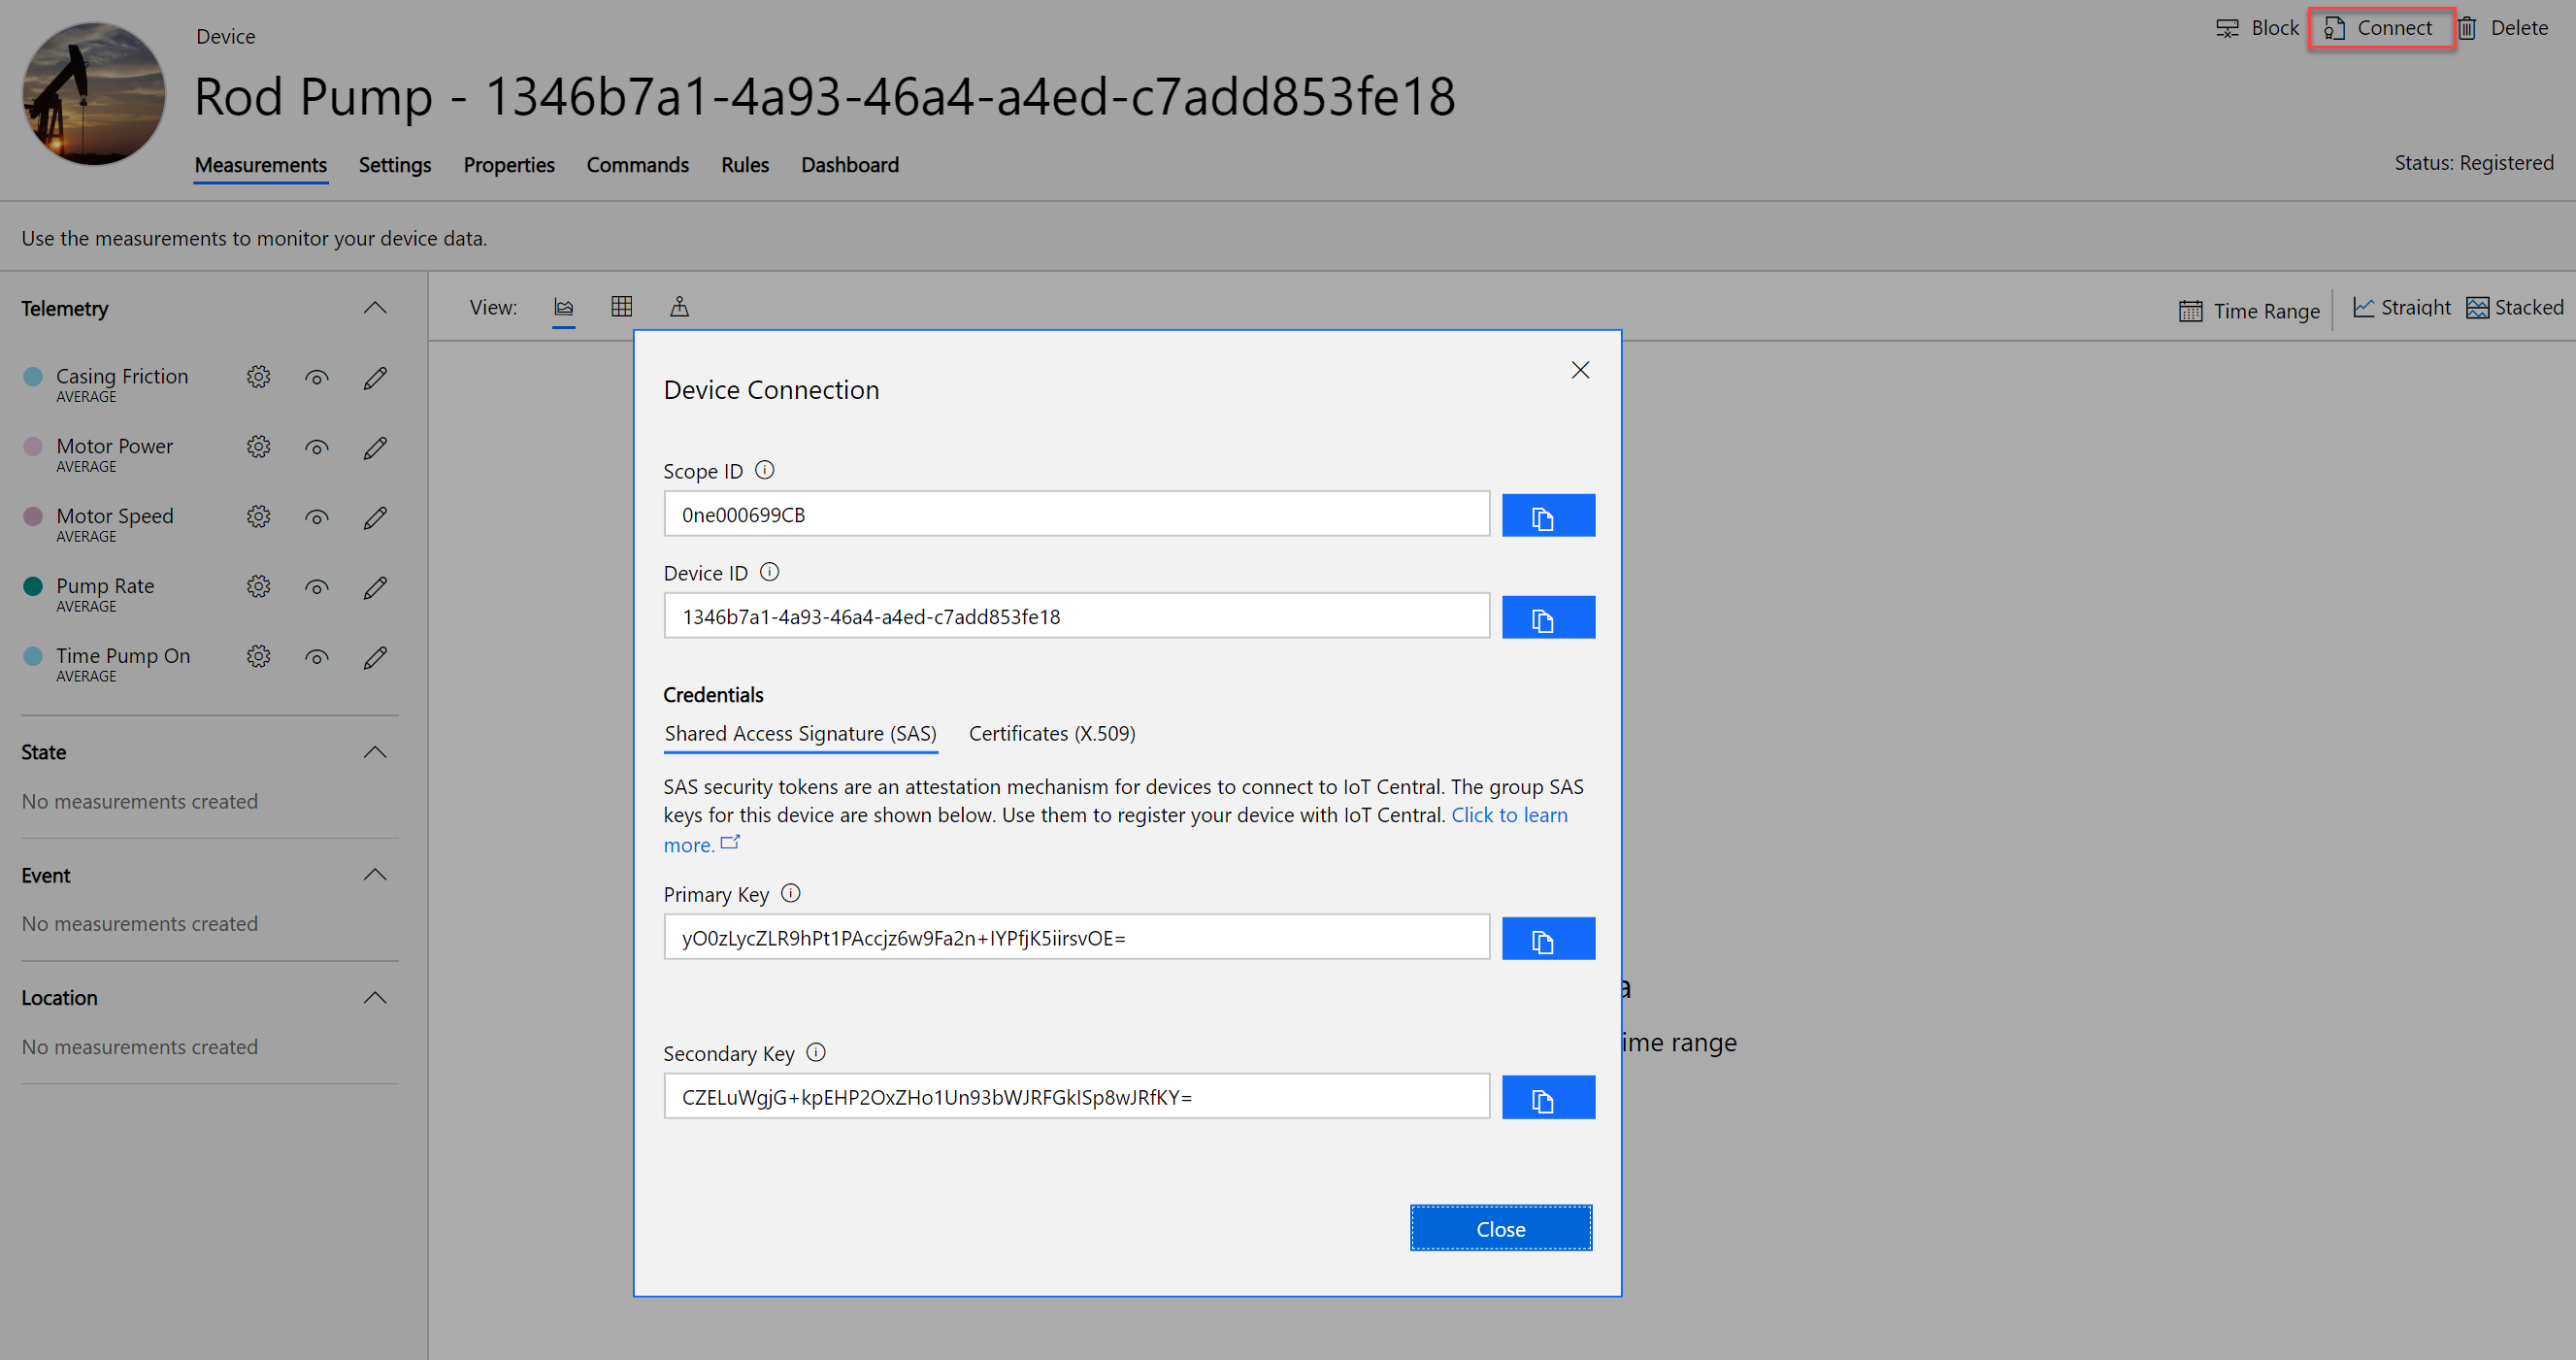 Device
Block
Connect
Delete
Rod Pump - 1346b7a1-4a93-46a4-a4ed-c7add853fe18
Measurements Settings Properties Commands Rules Dashboard
Status: Registered
Use the measurements to monitor your device data.
Telemetry
View:
Time Range
Straight
Stacked
Casing Friction
AVERAGE
Motor Power
AVERAGE
Motor Speed
AVERAGE
Pump Rate
AVERAGE
Time Pump On
AVERAGE
State
No measurements created
Event
No measurements created
Location
No measurements created
Device Connection
Scope ID
0ne000699CB
Device ID
1346b7a1-4a93-46a4-a4ed-c7add853fe18
Credentials
Shared Access Signature (SAS) Certificates (X.509)
SAS security tokens are an attestation mechanism for devices to connect to IoT Central. The group SAS
keys for this device are shown below. Use them to register your device with IoT Central. Click to learn
more.
Primary Key
yO0zLycZLR9hPt1PAccjz6w9Fa2n+IYPfjK5iirsvOE=
Secondary Key
CZELuWgjG+kpEHP2OxZHo1Un93bWJRFGkISp8wJRfKY=
a
ime range
Close